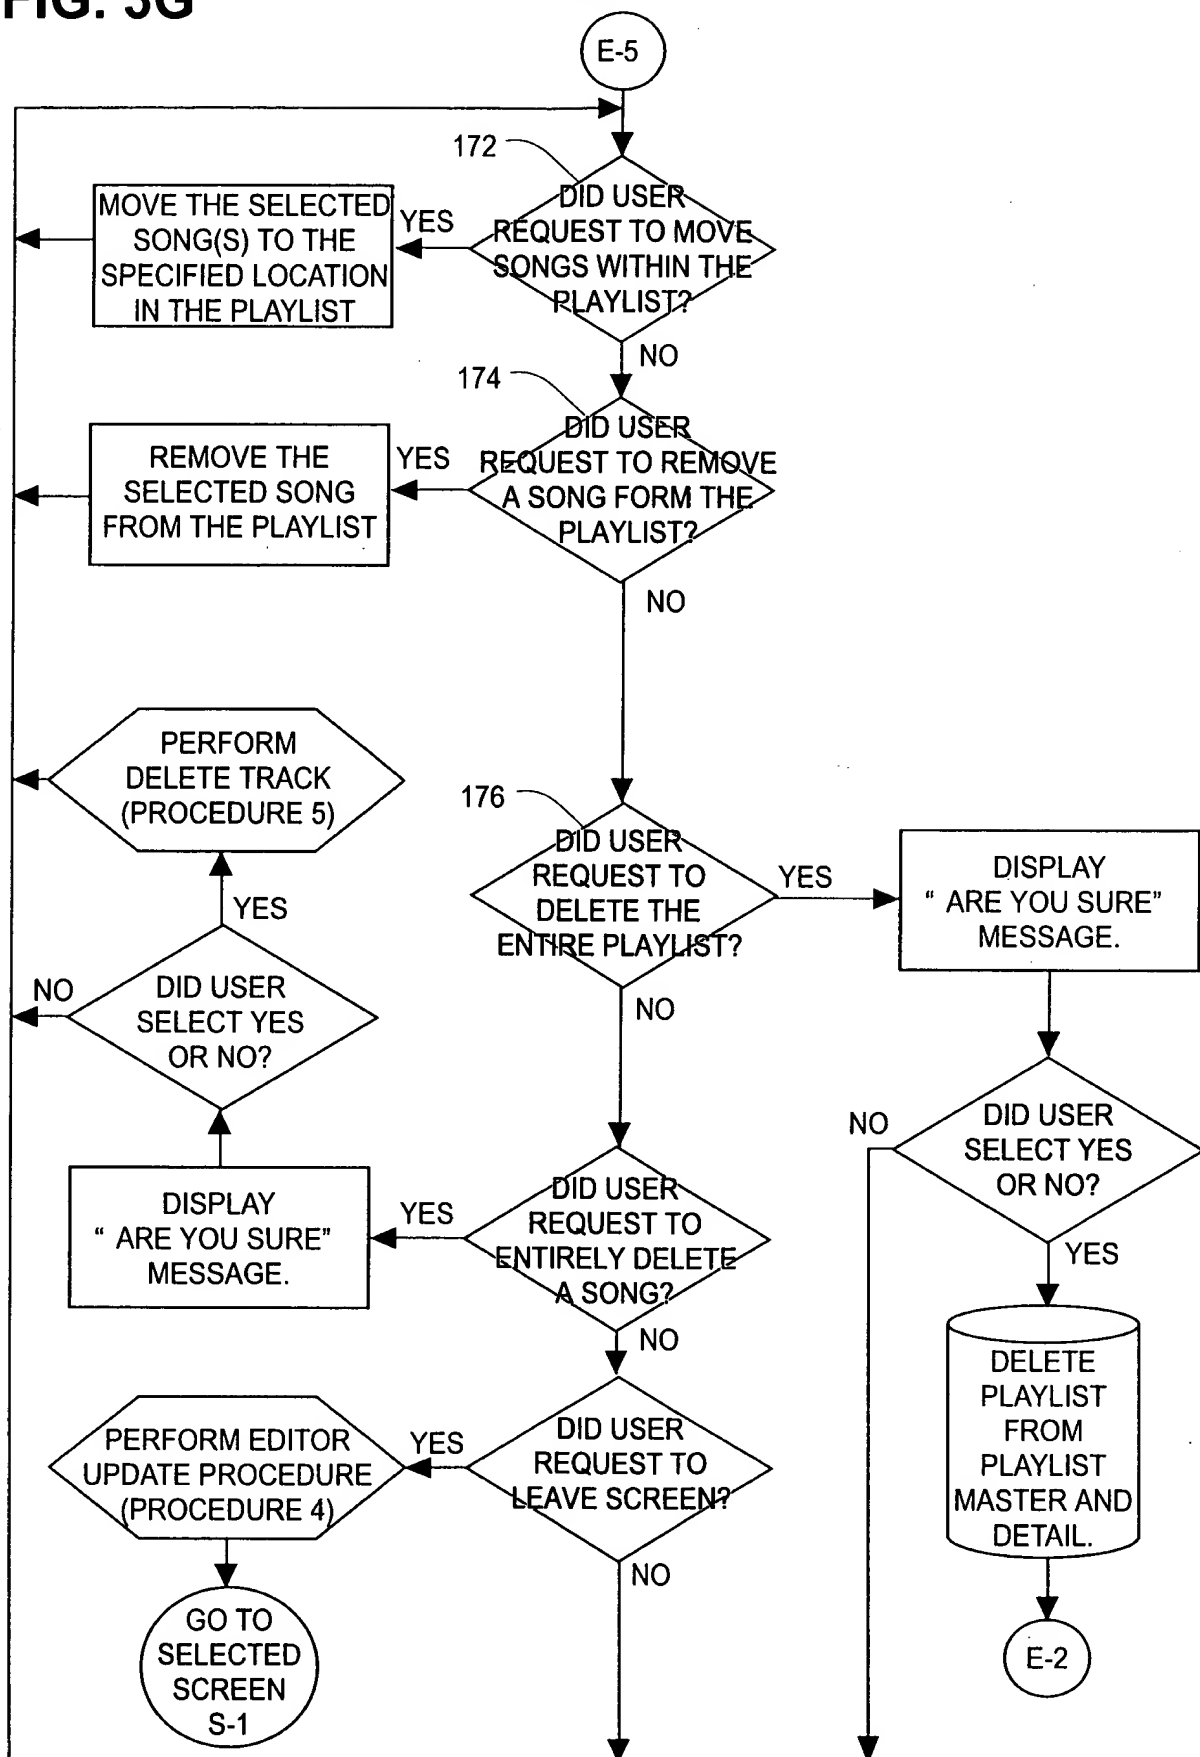 FIG. 3G
E-5
172
DID USER
REQUEST TO MOVE
SONGS WITHIN THE
PLAYLIST?
YES
MOVE THE SELECTED
SONG(S) TO THE
SPECIFIED LOCATION
IN THE PLAYLIST
NO
174
DID USER
REQUEST TO REMOVE
A SONG FORM THE
PLAYLIST?
YES
REMOVE THE
SELECTED SONG
FROM THE PLAYLIST
NO
PERFORM
DELETE TRACK
(PROCEDURE 5)
176
DID USER
REQUEST TO
DELETE THE
ENTIRE PLAYLIST?
YES
DISPLAY
“ ARE YOU SURE”
MESSAGE.
YES
NO
DID USER
SELECT YES
OR NO?
NO
NO
DID USER
SELECT YES
OR NO?
DISPLAY
“ ARE YOU SURE”
MESSAGE.
YES
DID USER
REQUEST TO
ENTIRELY DELETE
A SONG?
YES
NO
DELETE
PLAYLIST
FROM
PLAYLIST
MASTER AND
DETAIL.
PERFORM EDITOR
UPDATE PROCEDURE
(PROCEDURE 4)
YES
DID USER
REQUEST TO
LEAVE SCREEN?
NO
GO TO
SELECTED
SCREEN
S-1
E-2